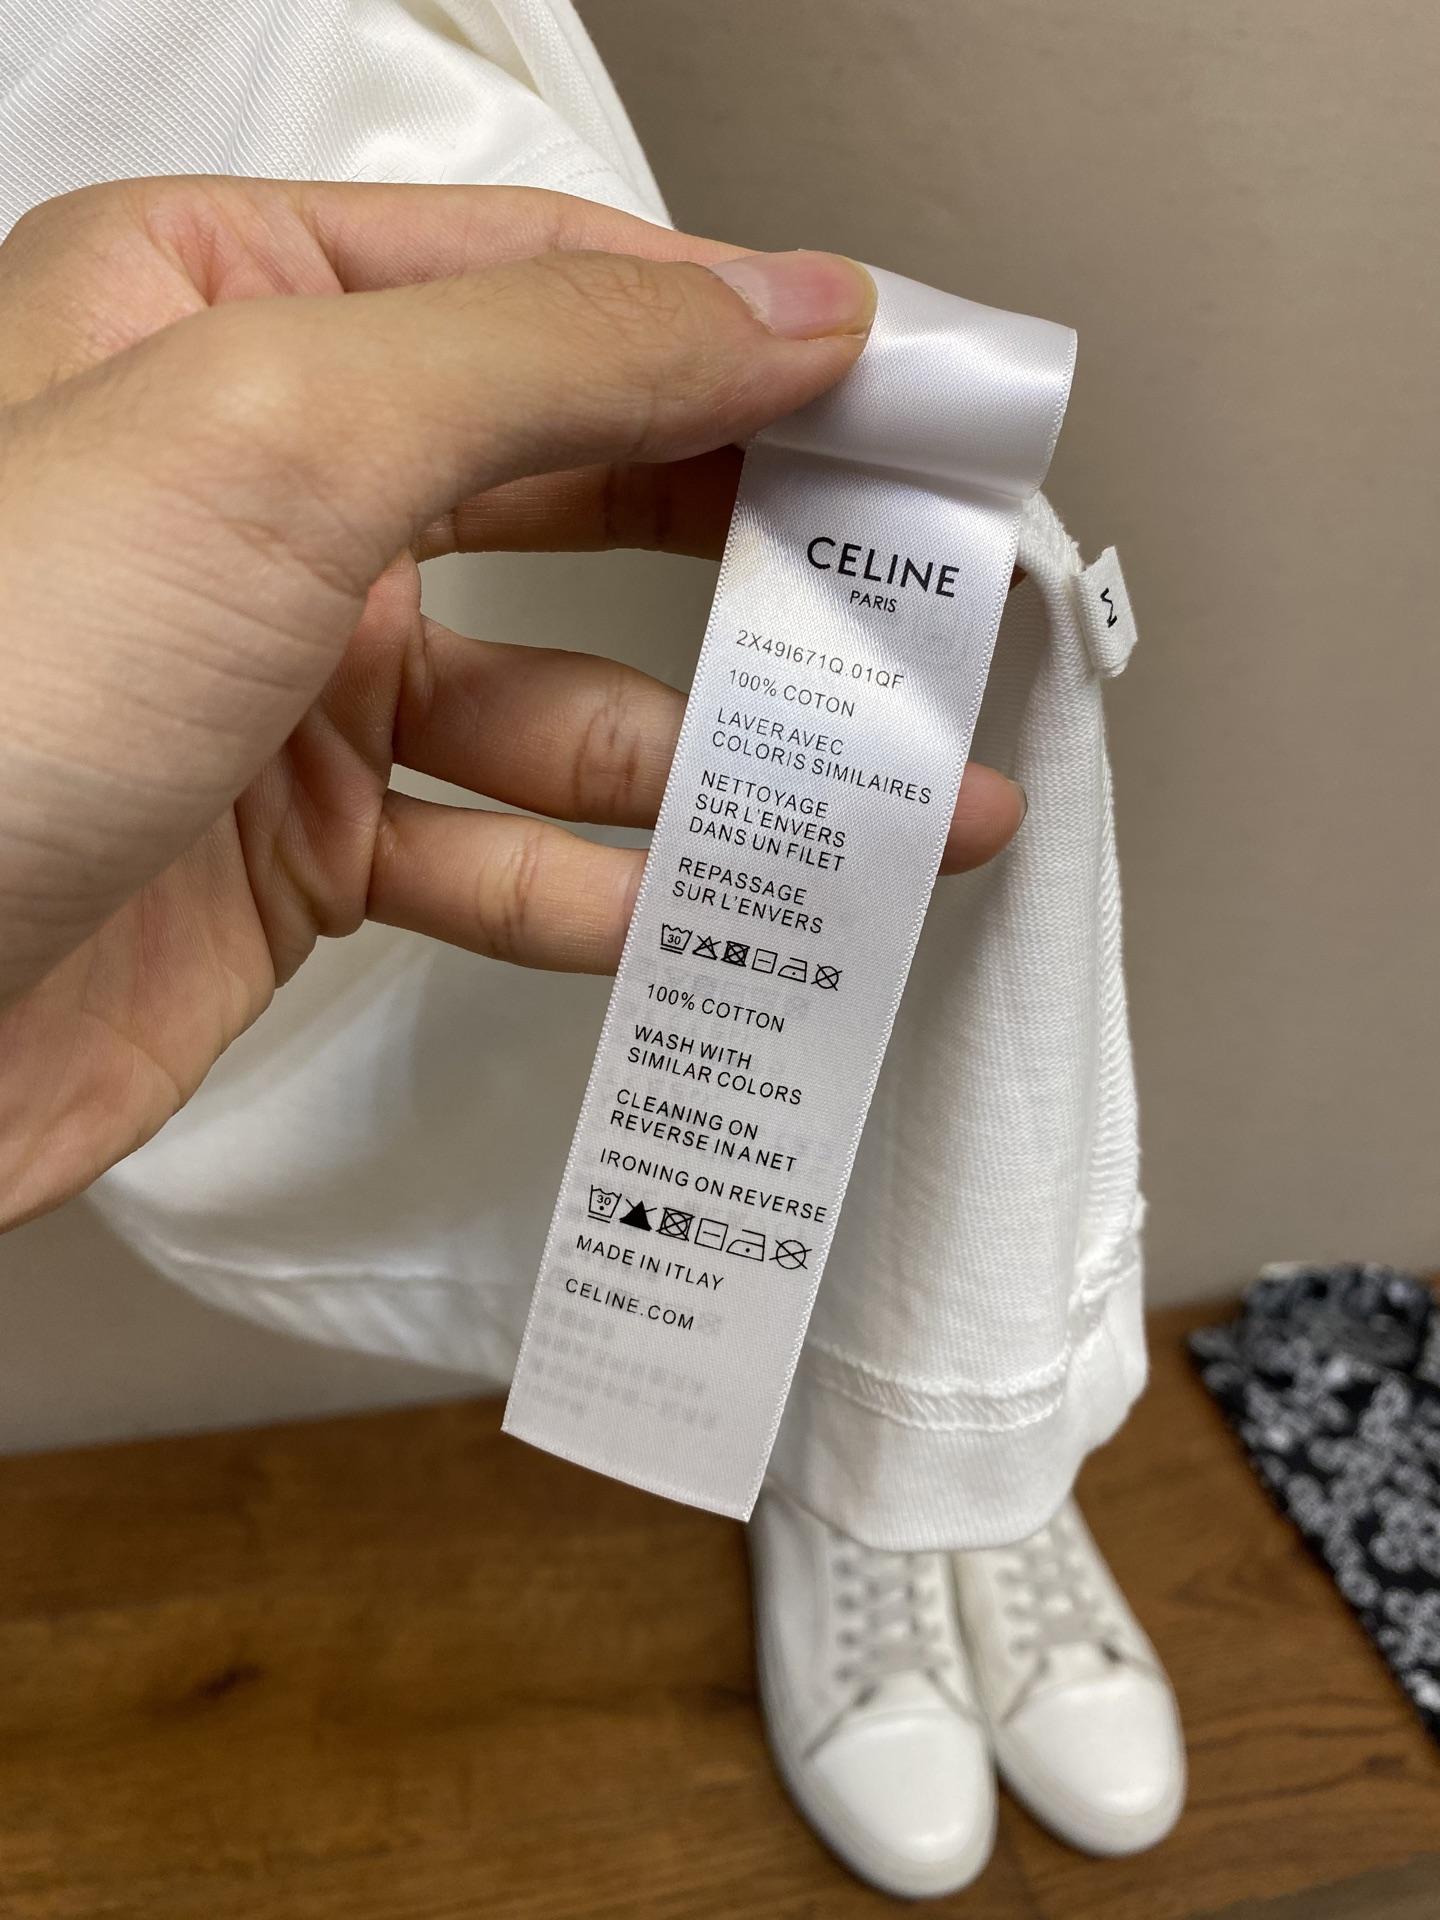 CELINE
PARIS
2X49I671Q.01QF
100% COTON
LAVER AVEC
COLORIS SIMILAIRES
NETTOYAGE
SUR L'ENVERS
DANS UN FILET
REPASSAGE
SUR L'ENVERS
30
100% COTTON
WASH WITH
SIMILAR COLORS
CLEANING ON
REVERSE IN A NET
IRONING ON REVERSE
30
MADE IN ITLAY
CELINE.COM